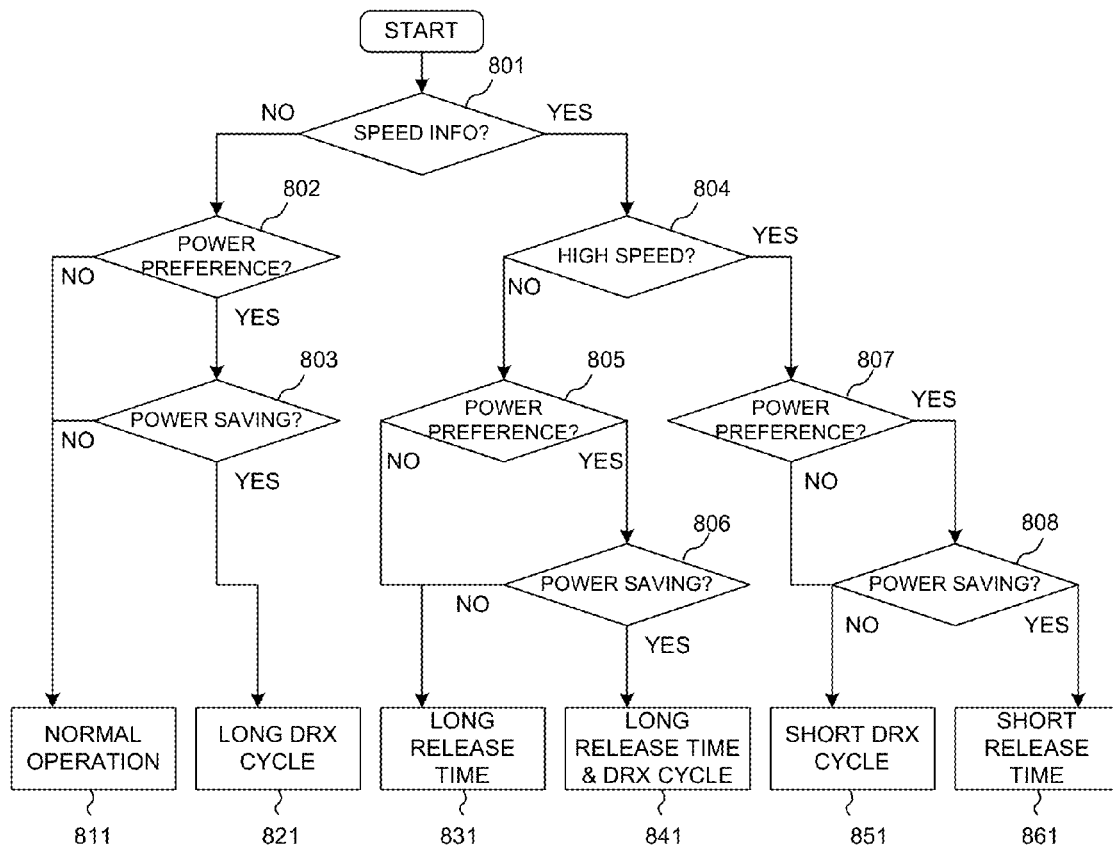 START
801
NO
YES
SPEED INFO?
802
804
POWER
PREFERENCE?
HIGH SPEED?
YES
NO
NO
YES
803
805
807
POWER SAVING?
POWER
PREFERENCE?
POWER
PREFERENCE?
YES
NO
YES
NO
YES
NO
806
808
POWER SAVING?
POWER SAVING?
NO
YES
NO
YES
NORMAL
OPERATION
LONG DRX
CYCLE
LONG
RELEASE
TIME
LONG
RELEASE TIME
& DRX CYCLE
SHORT DRX
CYCLE
SHORT
RELEASE
TIME
811
821
831
841
851
861